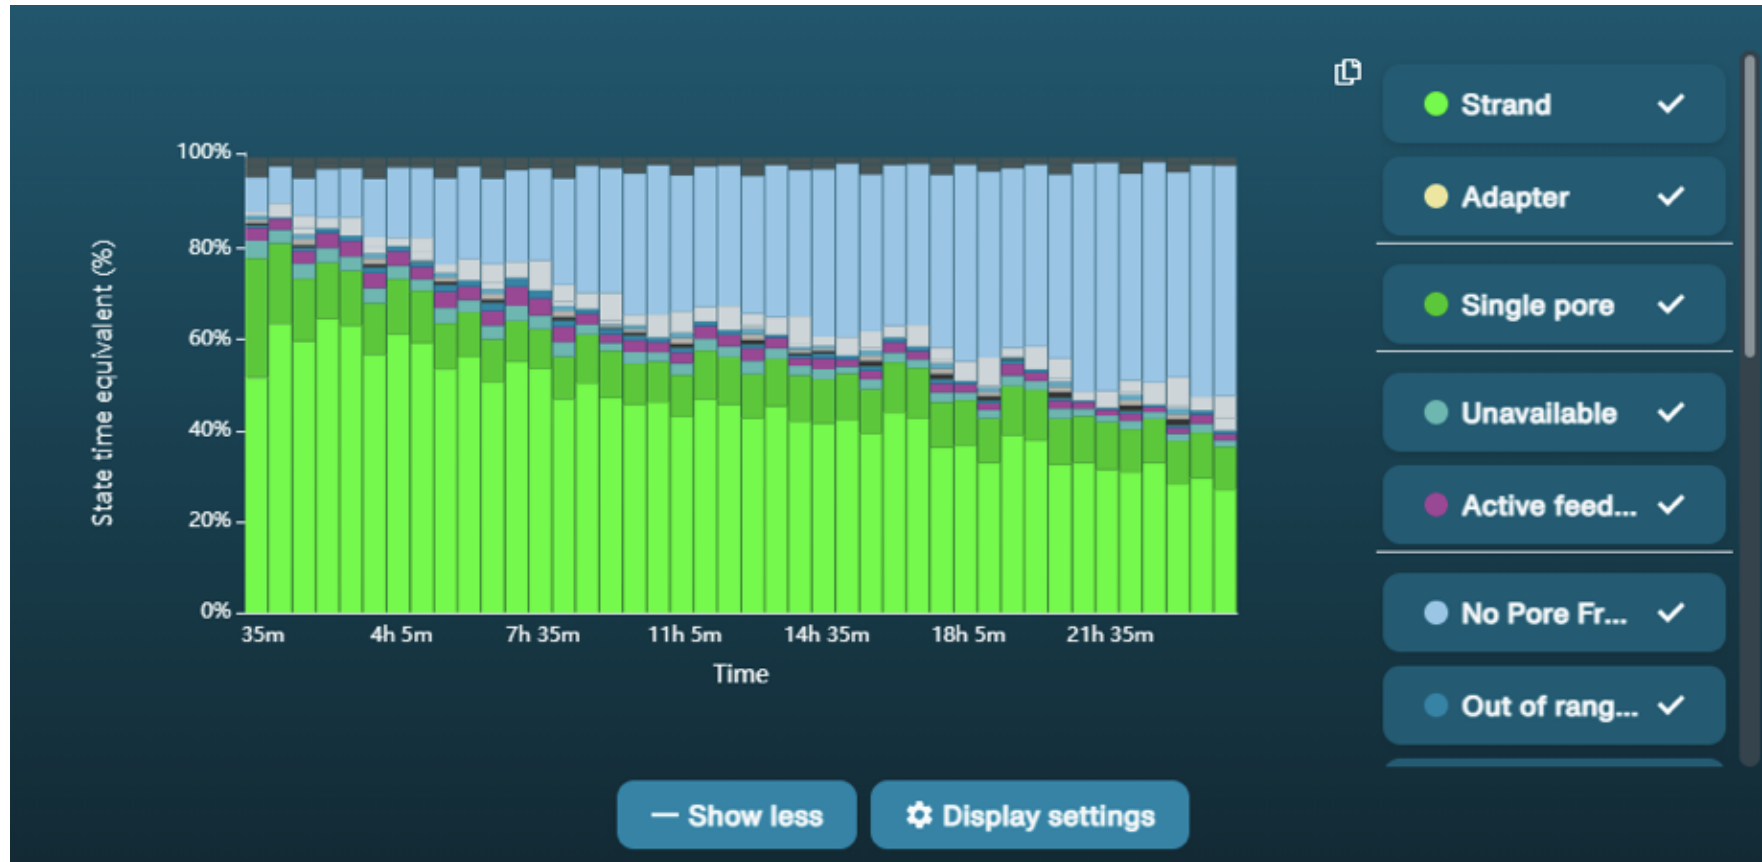 State time equivalent (%)
100%
80%
60%
40%
20%
0%
35m 4h 5m 7h 35m 11h 5m 14h 35m 18h 5m 21h 35m
Time
Strand
Adapter
Single pore
Unavailable
Active feed...
No Pore Fr...
Out of rang...
Show less
Display settings